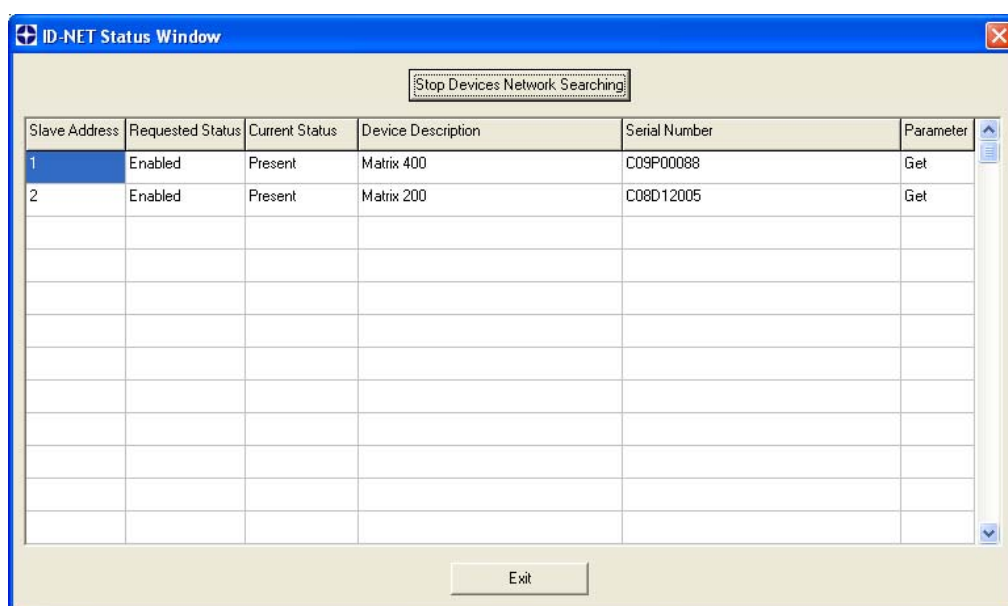 ID-NET Status Window
Stop Devices Network Searching
Slave Address Requested Status Current Status Device Description Serial Number Parameter
1 Enabled Present Matrix 400 C09P00088 Get
2 Enabled Present Matrix 200 C08D12005 Get
Exit